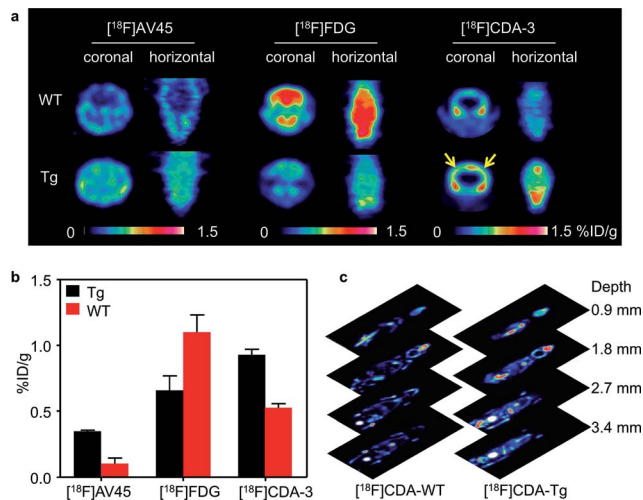 a
[¹⁸F]AV45 [¹⁸F]FDG [¹⁸F]CDA-3
coronal horizontal coronal horizontal coronal horizontal
WT
Tg
0 1.5 0 1.5 0 1.5 %ID/g
b
1.5
1.0
0.5
0.0
%ID/g
Tg
WT
[¹⁸F]AV45 [¹⁸F]FDG [¹⁸F]CDA-3
c
Depth
0.9 mm
1.8 mm
2.7 mm
3.4 mm
[¹⁸F]CDA-WT [¹⁸F]CDA-Tg